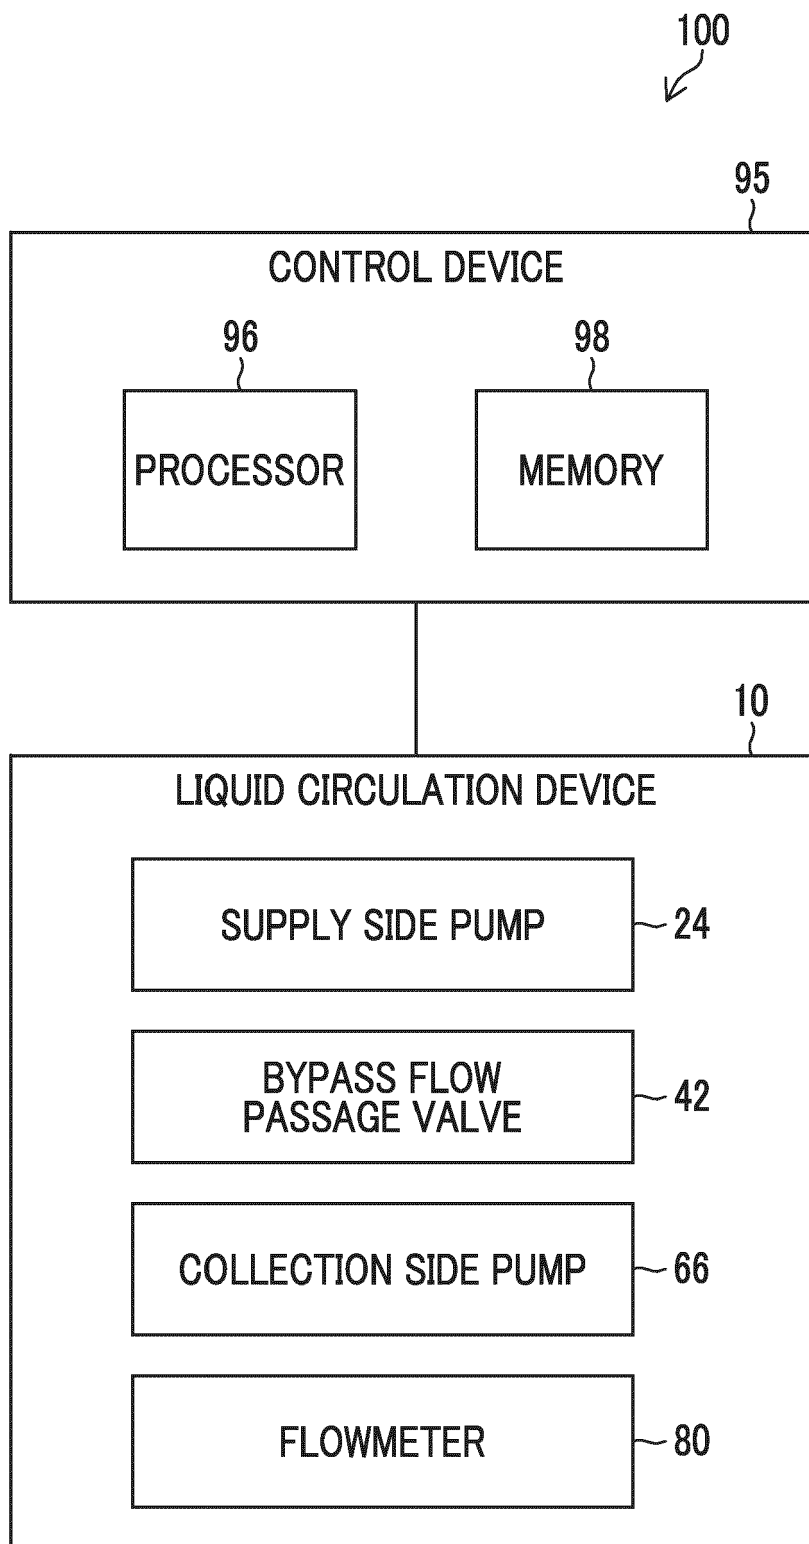 100
95
CONTROL DEVICE
96
98
PROCESSOR
MEMORY
10
LIQUID CIRCULATION DEVICE
SUPPLY SIDE PUMP
24
BYPASS FLOW
PASSAGE VALVE
42
COLLECTION SIDE PUMP
66
FLOWMETER
80